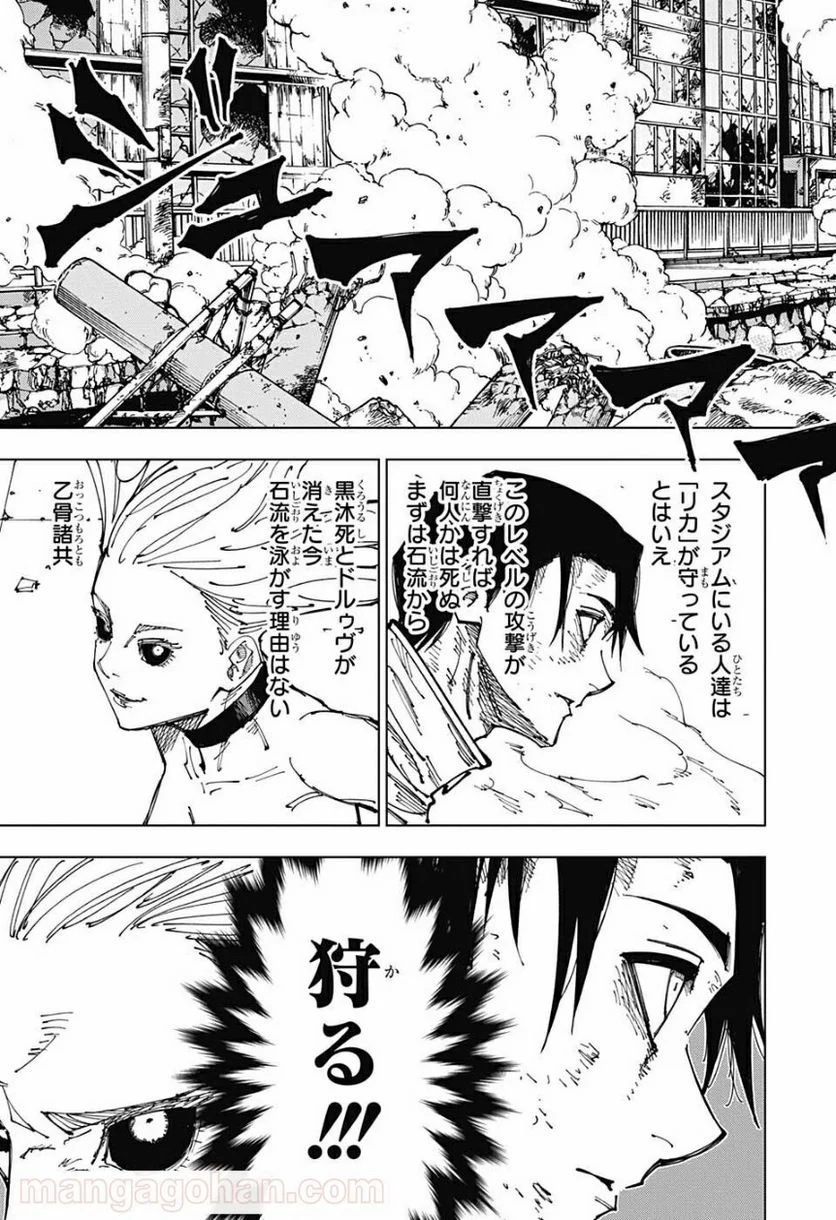 ゴ
ゴ
ア
ア
ア
スタジアムにいる人達は
「リカ」が守っている
とはいえ
このレベルの攻撃が
直撃すれば
何人かは死ぬ
まずは石流から
黒沐死とドルゥヴが
消えた今
石流を泳がす理由はない
乙骨諸共
狩る!!!
mangagohan.com
mangagohan.com